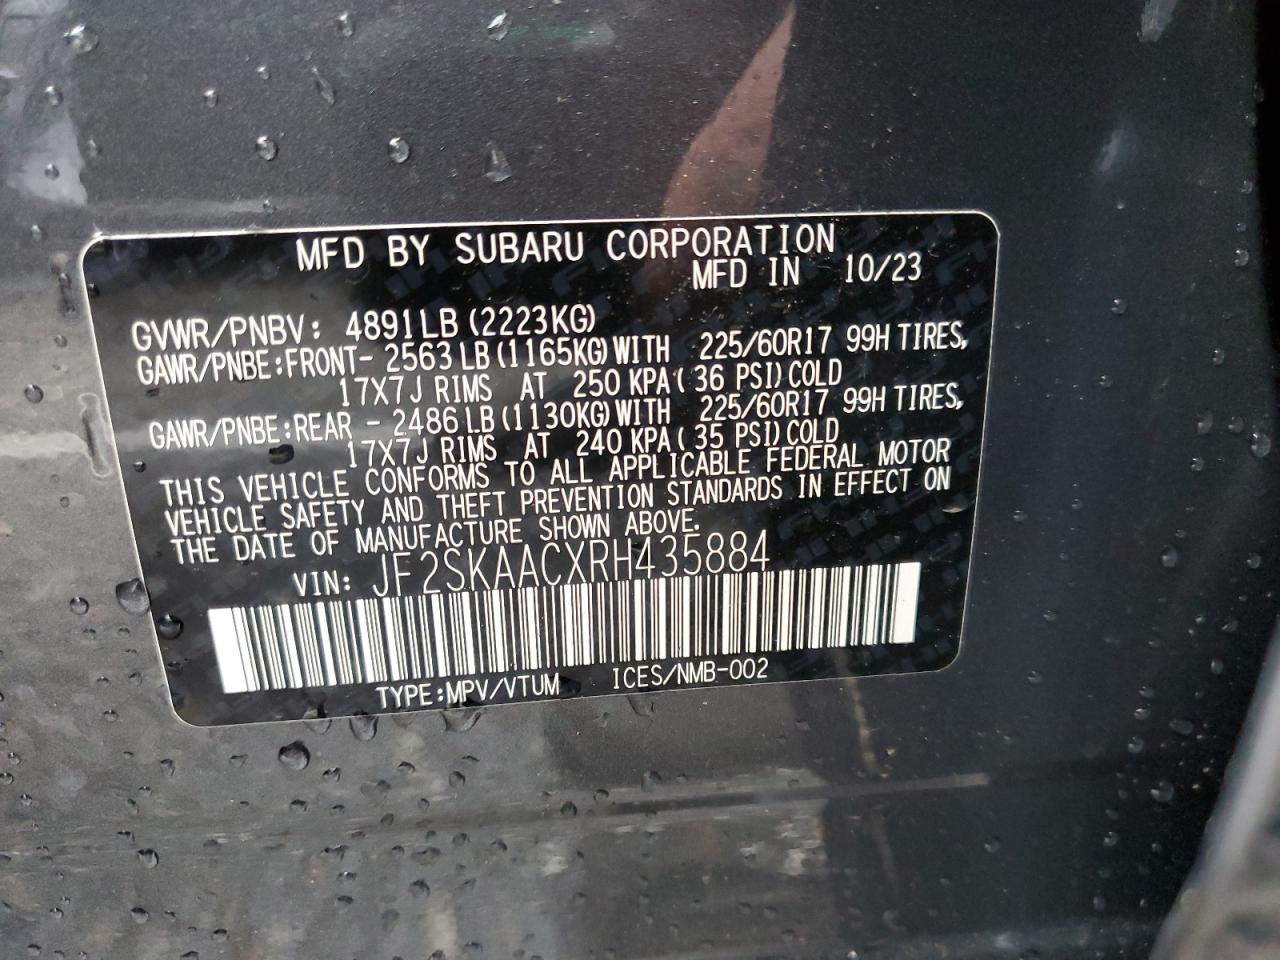 MFD BY SUBARU CORPORATION
MFD IN 10/23
GVWR/PNBV: 4891LB(2223KG)
GAWR/PNBE:FRONT- 2563LB(1165KG)WITH 225/60R17 99H TIRES,
17X7J RIMS AT 250 KPA( 36 PSI)COLD
GAWR/PNBE:REAR - 2486LB(1130KG)WITH 225/60R17 99H TIRES,
17X7J RIMS AT 240 KPA( 35 PSI)COLD
THIS VEHICLE CONFORMS TO ALL APPLICABLE FEDERAL MOTOR
VEHICLE SAFETY AND THEFT PREVENTION STANDARDS IN EFFECT ON
THE DATE OF MANUFACTURE SHOWN ABOVE.
VIN: JF2SKAACXRH435884
TYPE:MPV/VTUM ICES/NMB-002